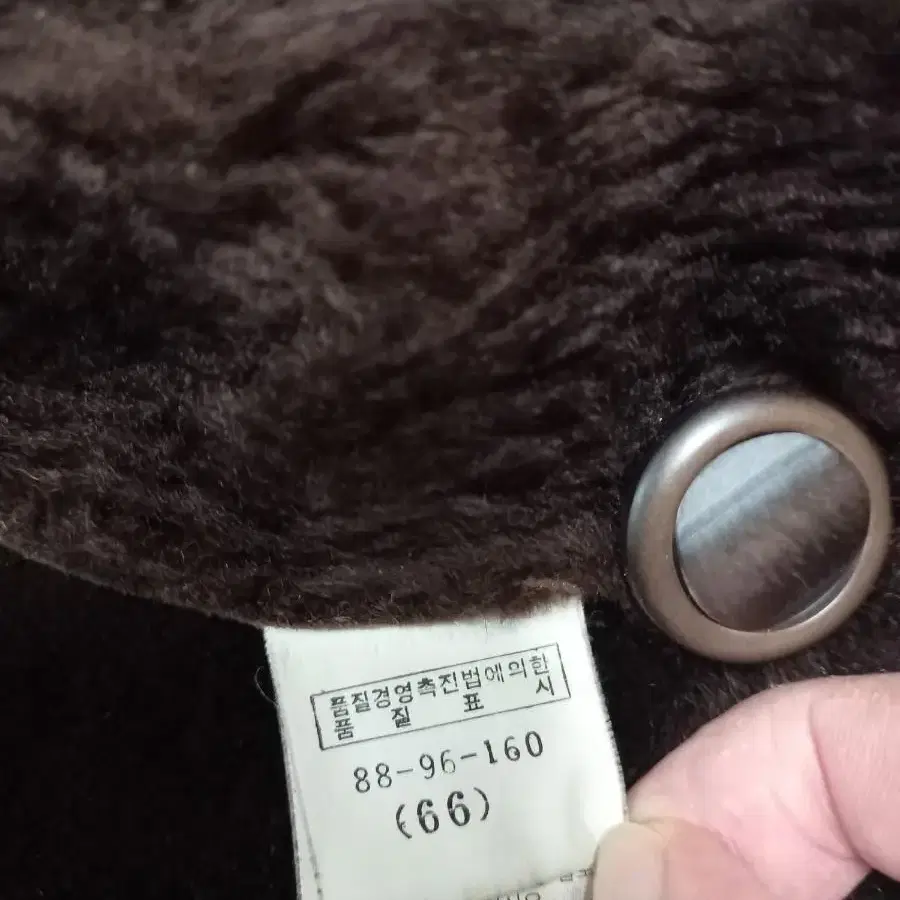 품질경영촉진법에의한
품 질 표 시
88-96-160
(66)